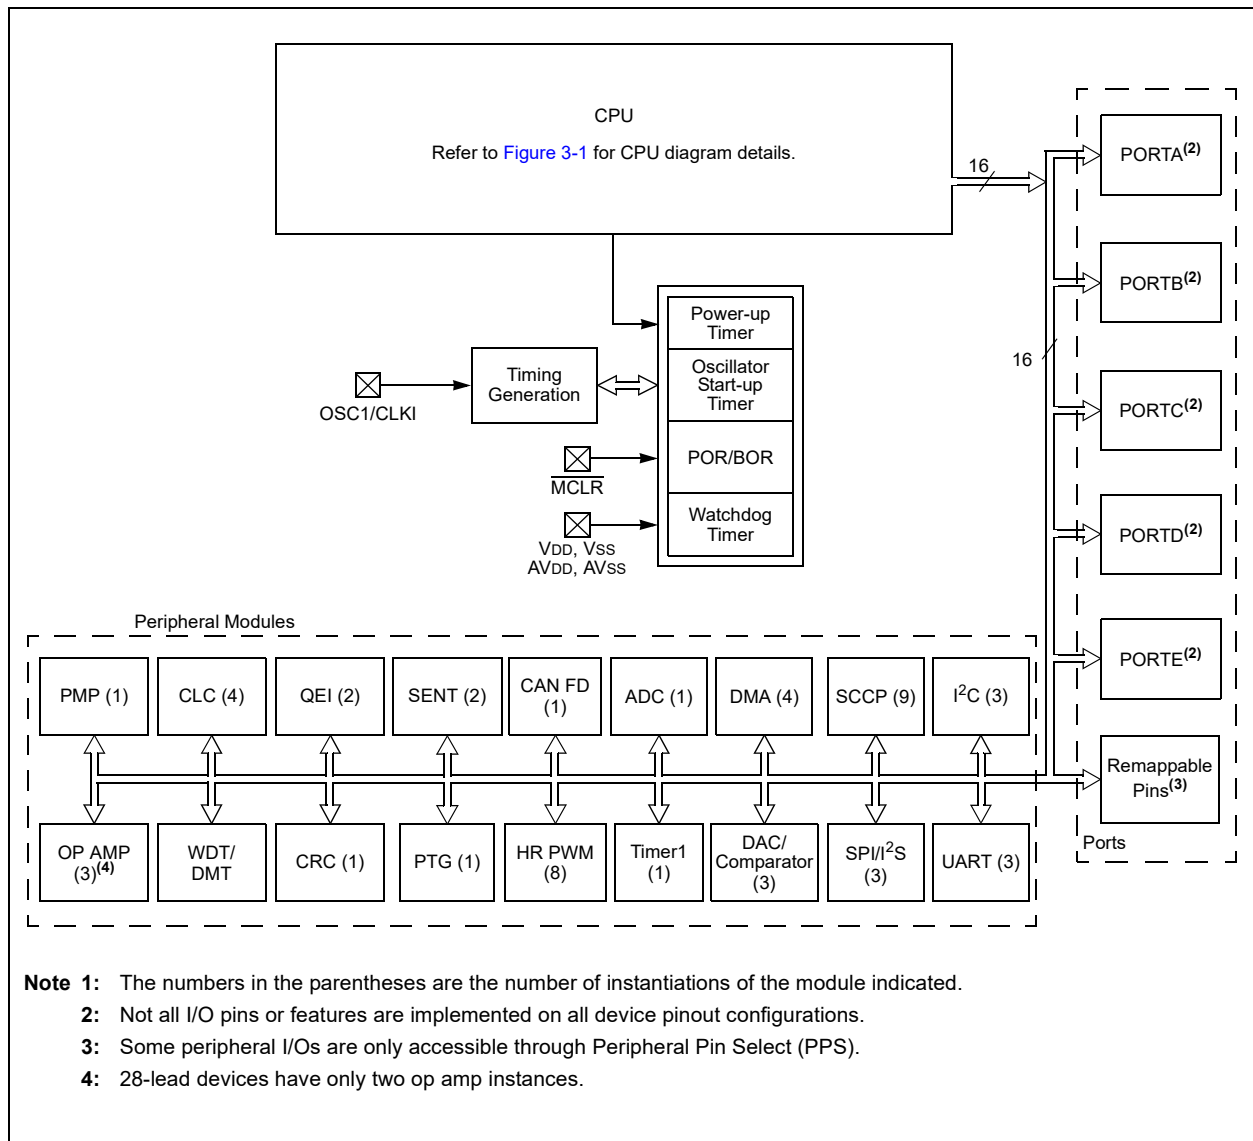 CPU
Refer to Figure 3-1 for CPU diagram details.
16
PORTA(2)
PORTB(2)
16
PORTC(2)
PORTD(2)
PORTE(2)
Remappable
Pins(3)
Ports
Power-up
Timer
Oscillator
Start-up
Timer
POR/BOR
Watchdog
Timer
Timing
Generation
OSC1/CLKI
MCLR
VDD, VSS
AVDD, AVSS
Peripheral Modules
PMP (1)
CLC (4)
QEI (2)
SENT (2)
CAN FD
(1)
ADC (1)
DMA (4)
SCCP (9)
I2C (3)
OP AMP
(3)(4)
WDT/
DMT
CRC (1)
PTG (1)
HR PWM
(8)
Timer1
(1)
DAC/
Comparator
(3)
SPI/I2S
(3)
UART (3)
Note 1: The numbers in the parentheses are the number of instantiations of the module indicated.
2: Not all I/O pins or features are implemented on all device pinout configurations.
3: Some peripheral I/Os are only accessible through Peripheral Pin Select (PPS).
4: 28-lead devices have only two op amp instances.